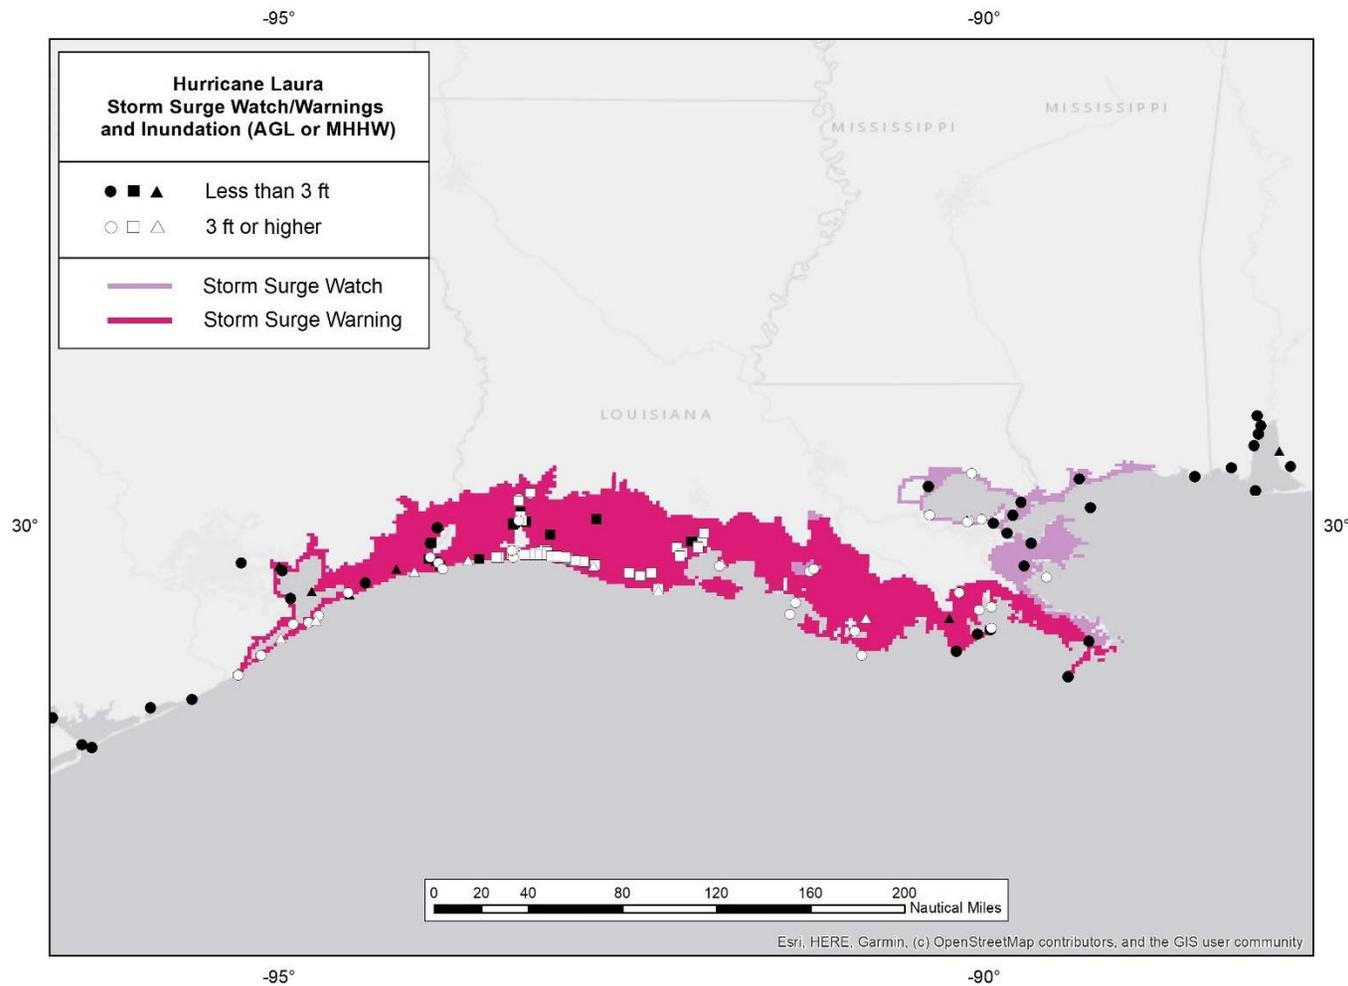 -95°
-90°
Hurricane Laura
Storm Surge Watch/Warnings
and Inundation (AGL or MHHW)
Less than 3 ft
3 ft or higher
Storm Surge Watch
Storm Surge Warning
MISSISSIPPI
MISSISSIPPI
LOUISIANA
30°
30°
0 20 40 80 120 160 200
Nautical Miles
Esri, HERE, Garmin, (c) OpenStreetMap contributors, and the GIS user community
-95°
-90°